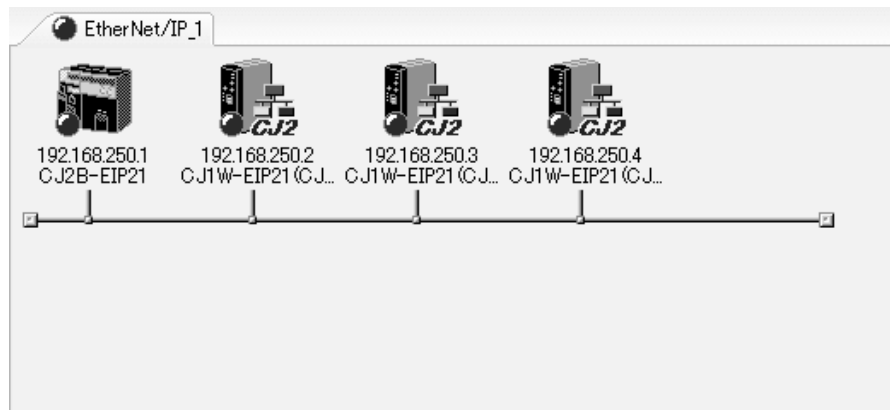 EtherNet/IP_1
CJ2
CJ2
CJ2
192.168.250.1
CJ2B-EIP21
192.168.250.2
CJ1W-EIP21(CJ...
192.168.250.3
CJ1W-EIP21(CJ...
192.168.250.4
CJ1W-EIP21(CJ...